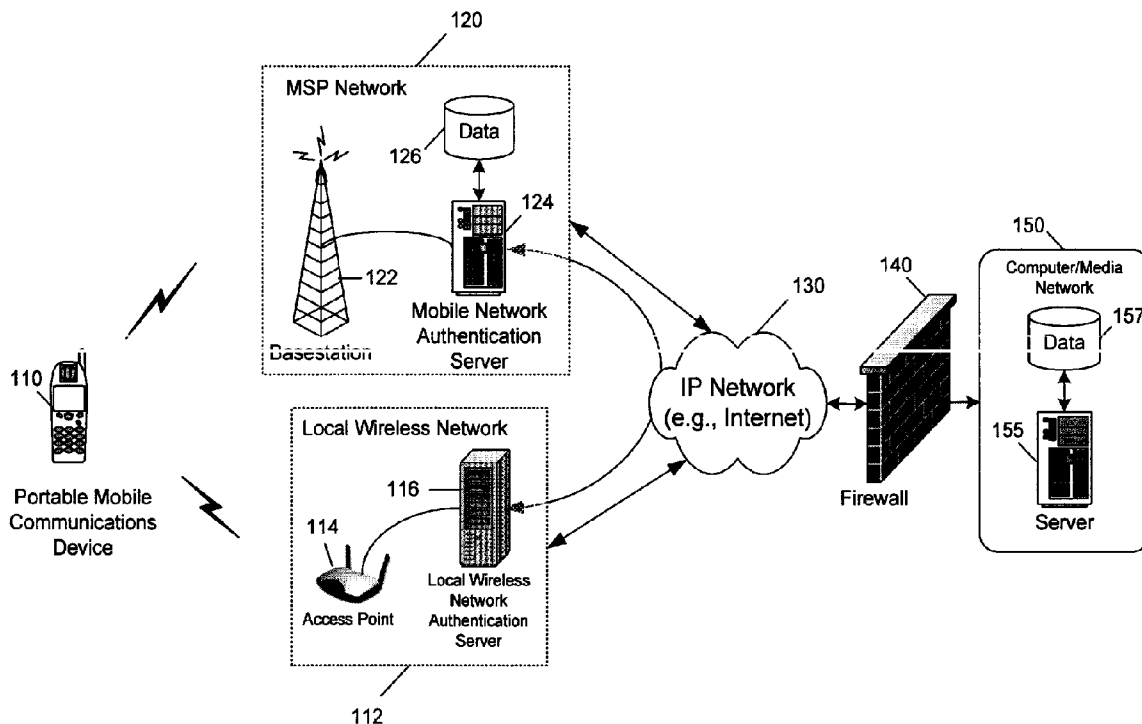 120
MSP Network
Data
126
124
122
Mobile Network
Authentication
Server
Basestation
110
Portable Mobile
Communications
Device
Local Wireless Network
116
114
Access Point
Local Wireless
Network
Authentication
Server
112
130
IP Network
(e.g., Internet)
140
Firewall
150
Computer/Media
Network
157
Data
155
Server